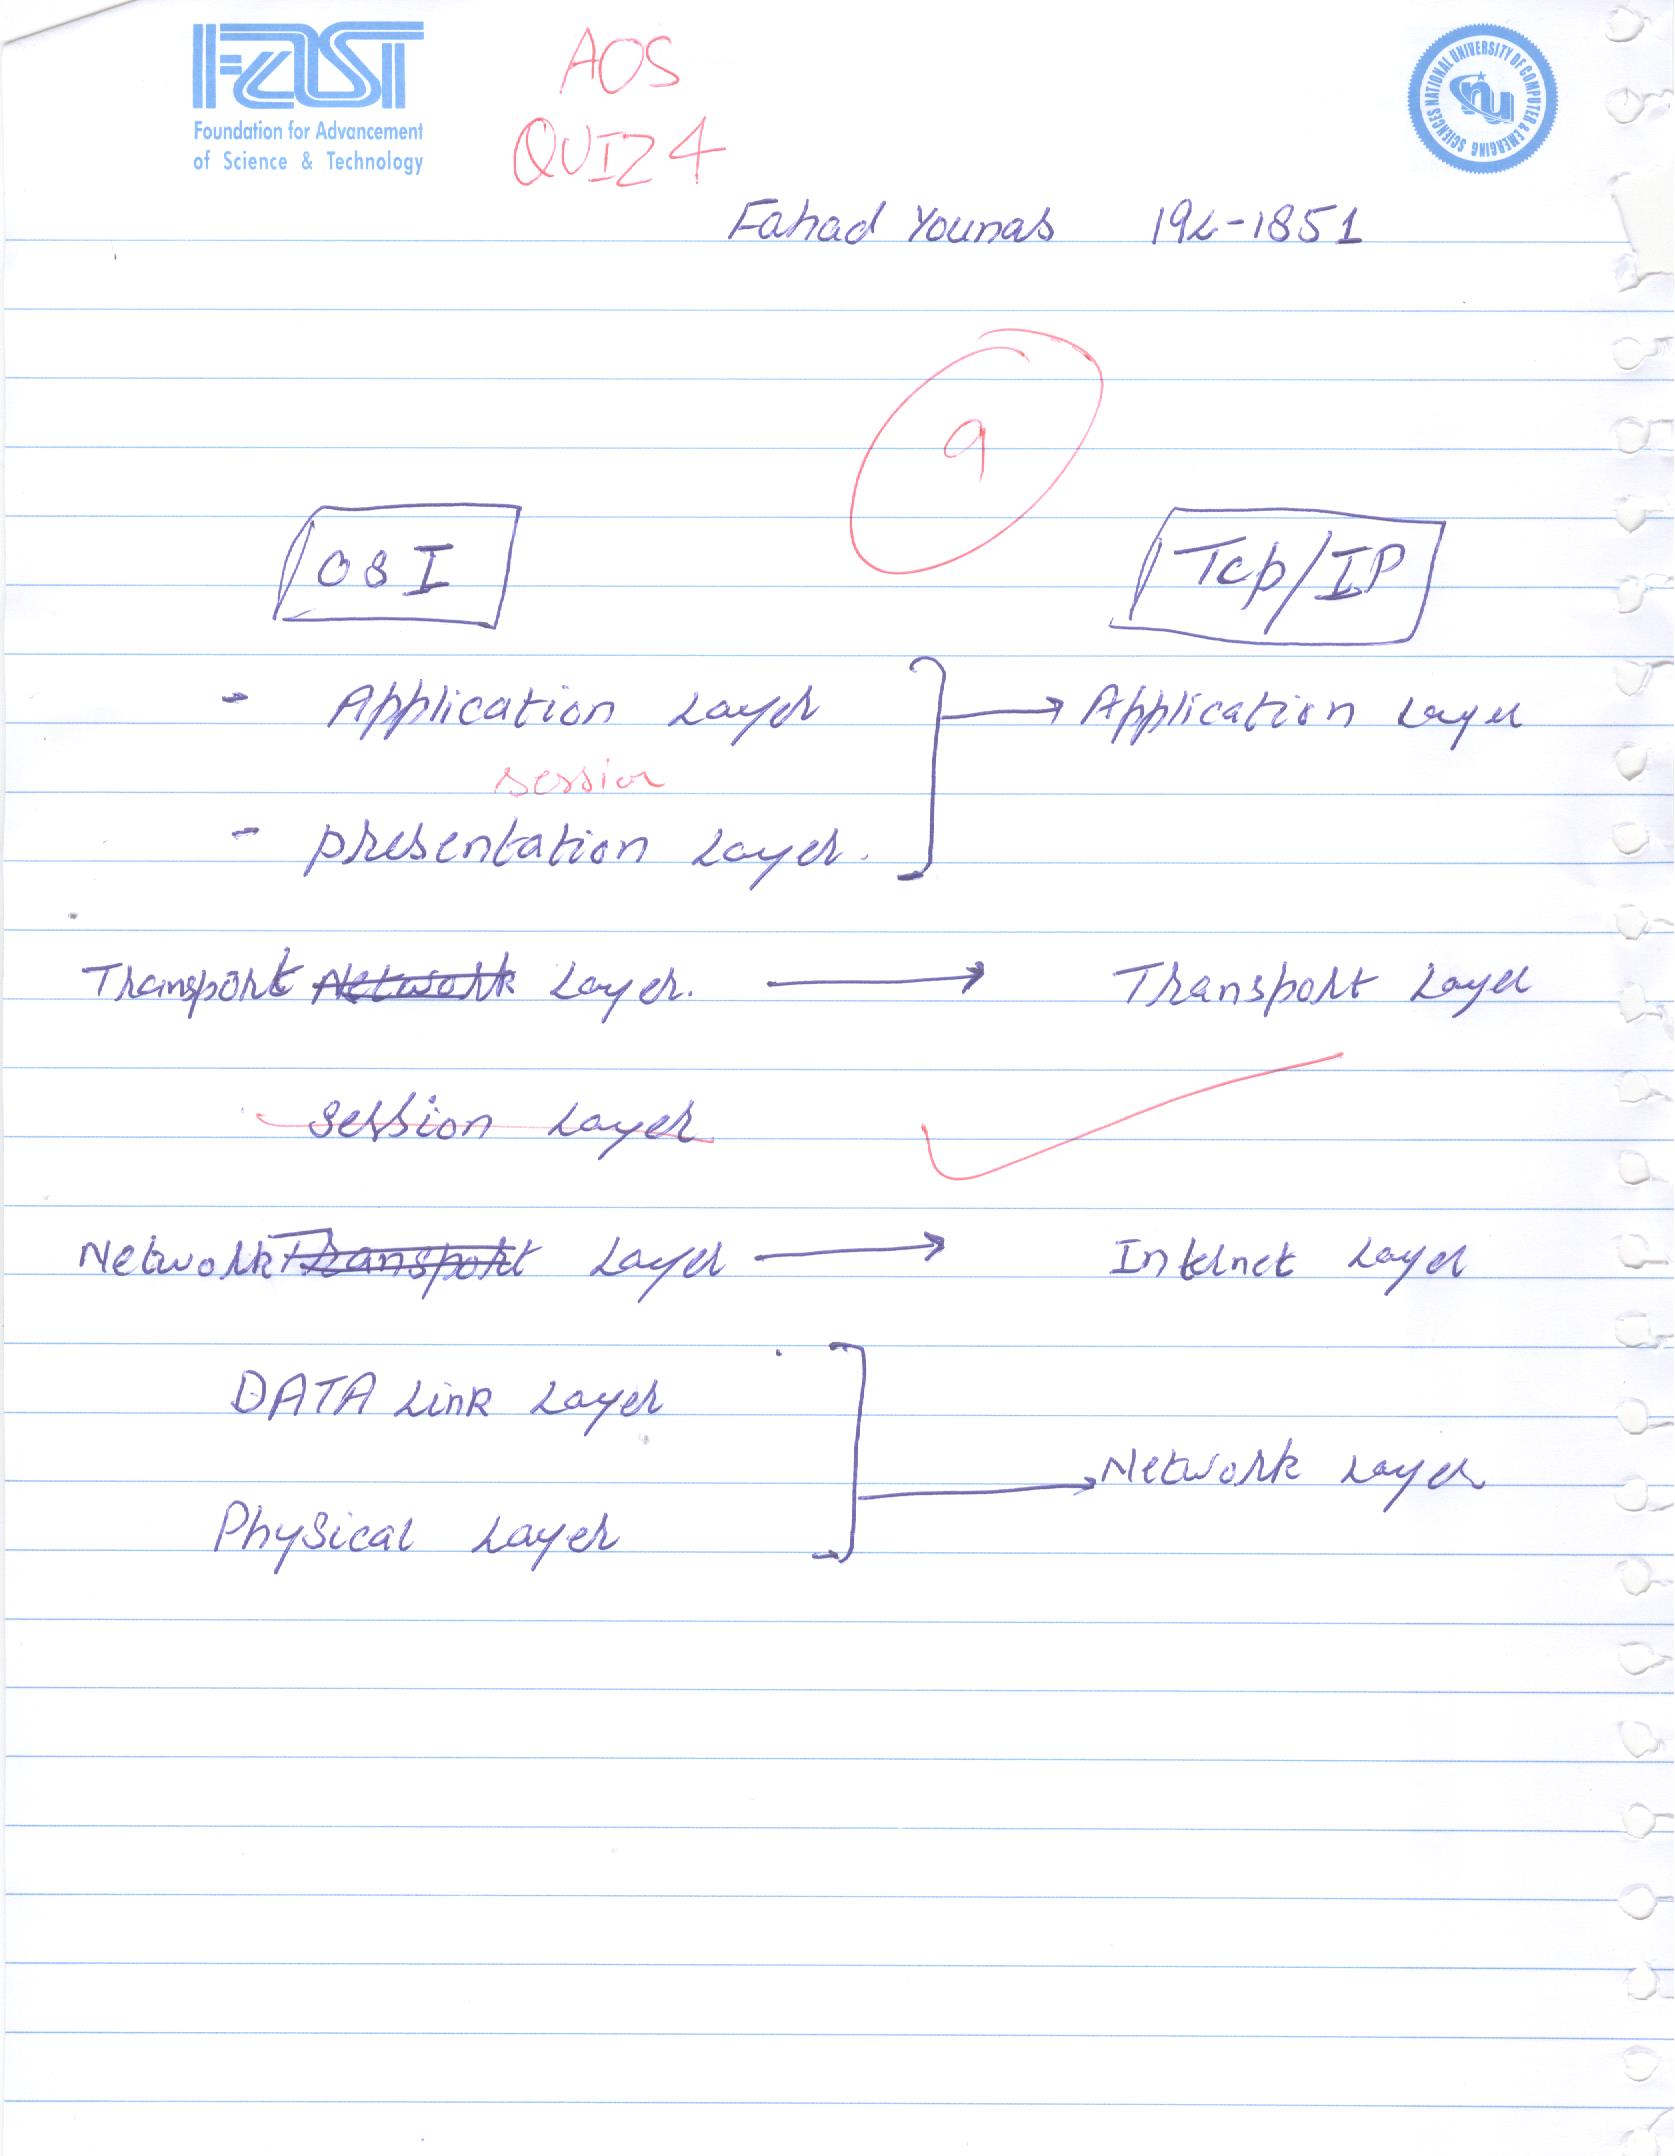 FAST
Foundation for Advancement
of Science & Technology
AOS
QUIZ 4
NATIONAL UNIVERSITY OF COMPUTER & EMERGING SCIENCES
nu
Fahad Younas 19L-1851
9
OSI Tcp/IP
- Application Layer → Application Layer
session
- presentation Layer.
Transport Network Layer. → Transport Layer
session Layer
Network Transport Layer → Internet Layer
DATA Link Layer
→ Network Layer
Physical Layer